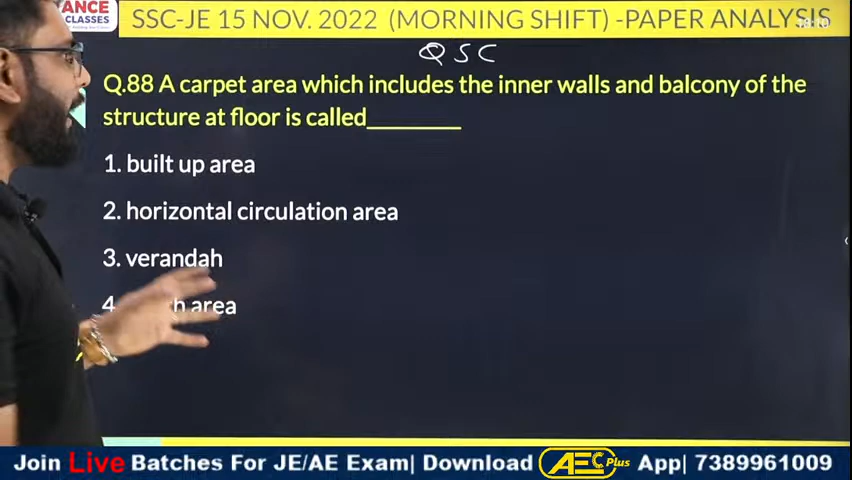 ANCE
CLASSES
SSC-JE 15 NOV. 2022 (MORNING SHIFT) -PAPER ANALYSIS
QSC
Q.88 A carpet area which includes the inner walls and balcony of the
structure at floor is called________
1. built up area
2. horizontal circulation area
3. verandah
4. area
Join Live Batches For JE/AE Exam| Download AEC Plus App| 7389961009